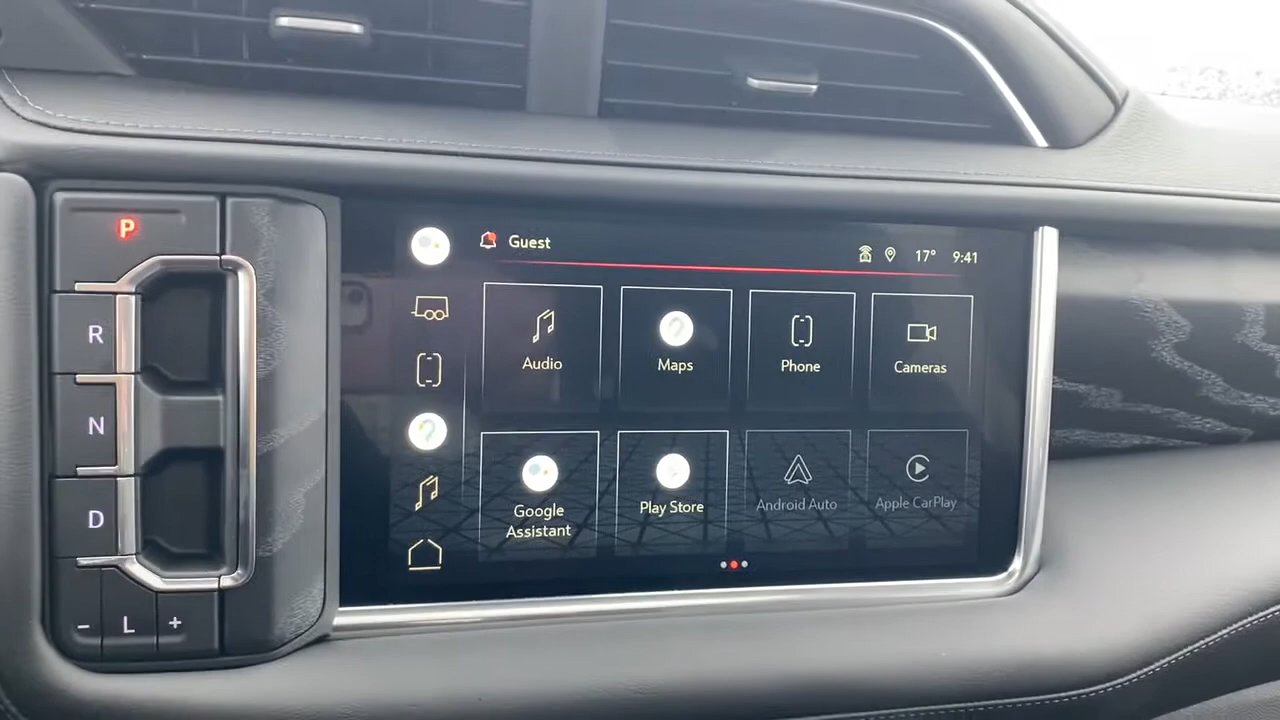 P
R
N
D
- L +
Guest
17° 9:41
Audio
Maps
Phone
Cameras
Google
Assistant
Play Store
Android Auto
Apple CarPlay